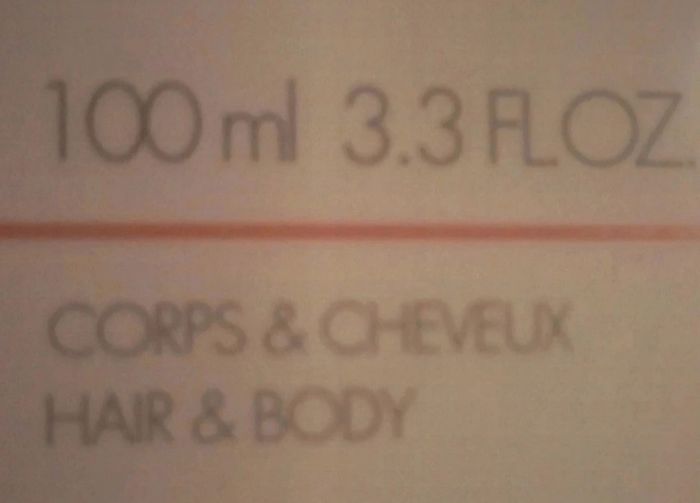 100 ml 3.3 FL OZ.
CORPS & CHEVEUX
HAIR & BODY